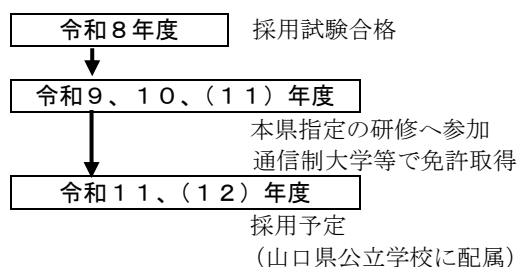 令和８年度
採用試験合格
令和９、１０、（１１）年度
本県指定の研修へ参加
通信制大学等で免許取得
令和１１、（１２）年度
採用予定
（山口県公立学校に配属）